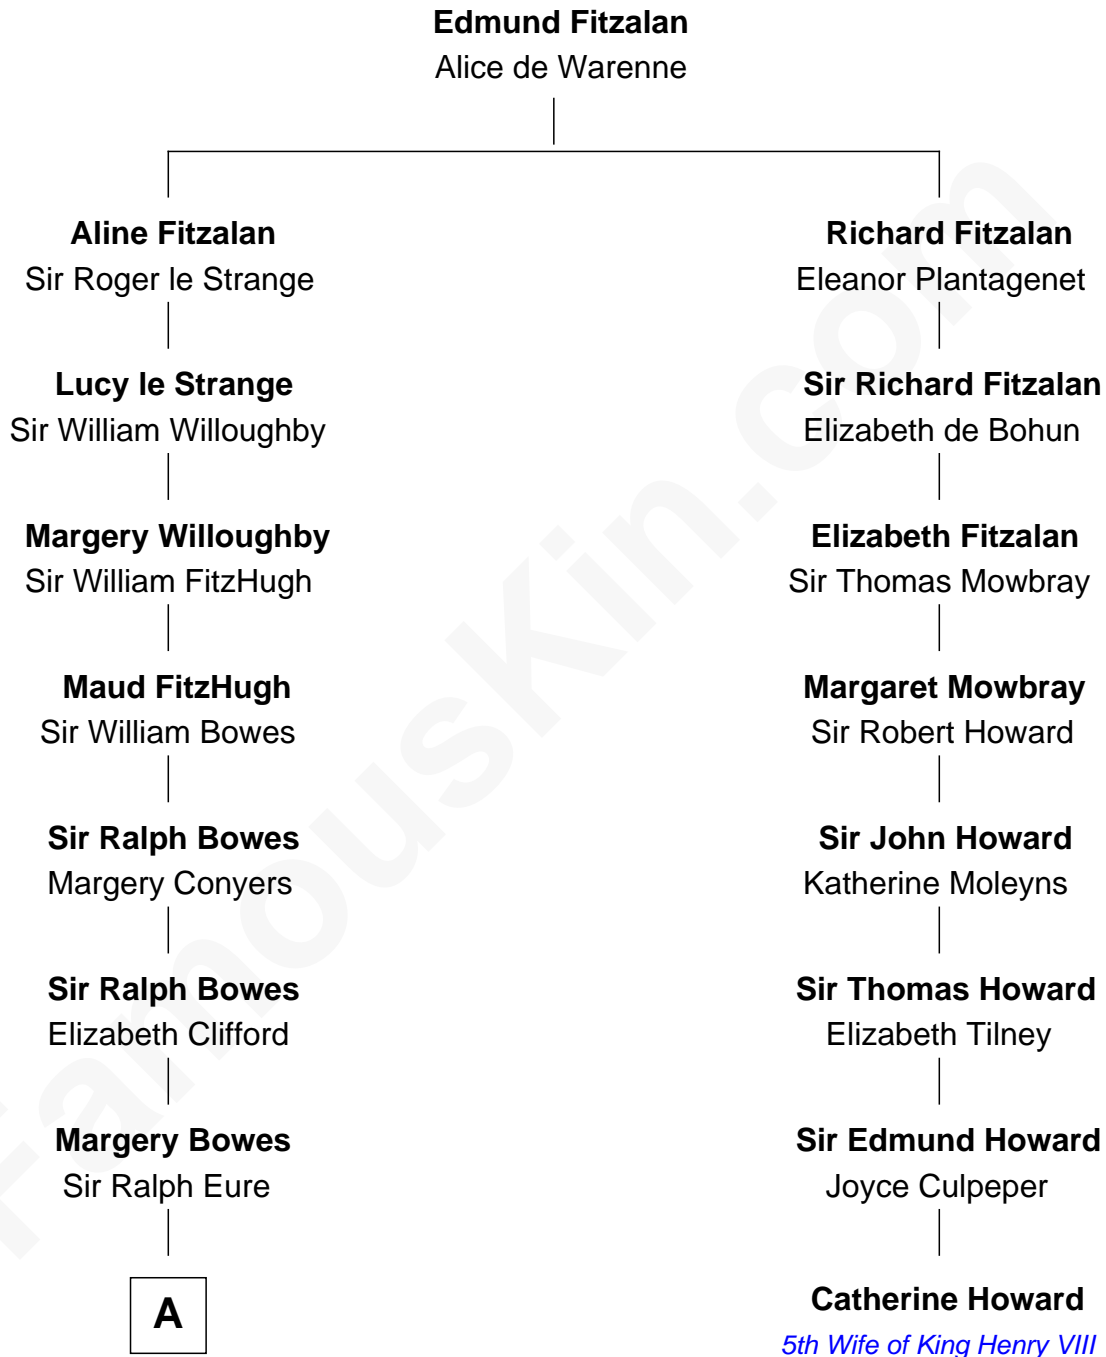 Edmund Fitzalan
Alice de Warenne
Aline Fitzalan
Sir Roger le Strange
Richard Fitzalan
Eleanor Plantagenet
Lucy le Strange
Sir William Willoughby
Sir Richard Fitzalan
Elizabeth de Bohun
Margery Willoughby
Sir William FitzHugh
Elizabeth Fitzalan
Sir Thomas Mowbray
Maud FitzHugh
Sir William Bowes
Margaret Mowbray
Sir Robert Howard
Sir Ralph Bowes
Margery Conyers
Sir John Howard
Katherine Moleyns
Sir Ralph Bowes
Elizabeth Clifford
Sir Thomas Howard
Elizabeth Tilney
Margery Bowes
Sir Ralph Eure
Sir Edmund Howard
Joyce Culpeper
A
Catherine Howard
5th Wife of King Henry VIII
FamousKin.com